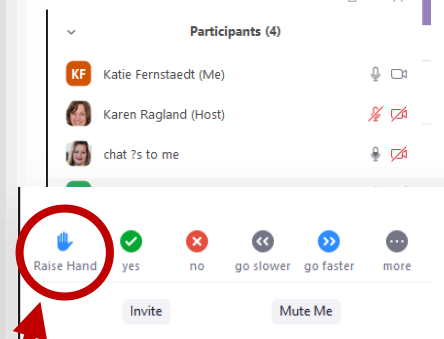 Participants (4)
KF Katie Fernstaedt (Me)
Karen Ragland (Host)
chat ?s to me
Raise Hand yes no go slower go faster more
Invite Mute Me